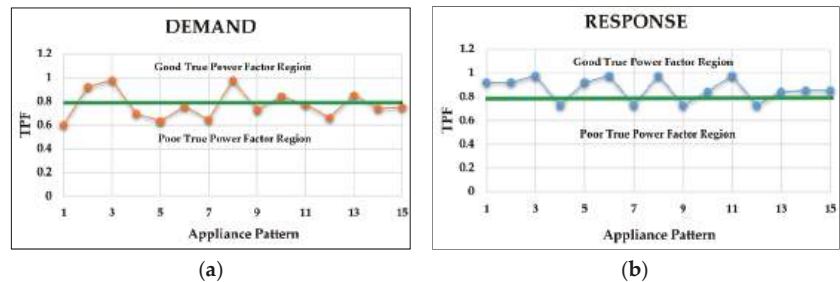 DEMAND
1.2
Good True Power Factor Region
1
0.8
TPF
0.6
Poor True Power Factor Region
0.4
0.2
0
1 3 5 7 9 11 13 15
Appliance Pattern
(a)
RESPONSE
1.2
Good True Power Factor Region
1
0.8
TPF
0.6
Poor True Power Factor Region
0.4
0.2
0
1 3 5 7 9 11 13 15
Appliance Pattern
(b)